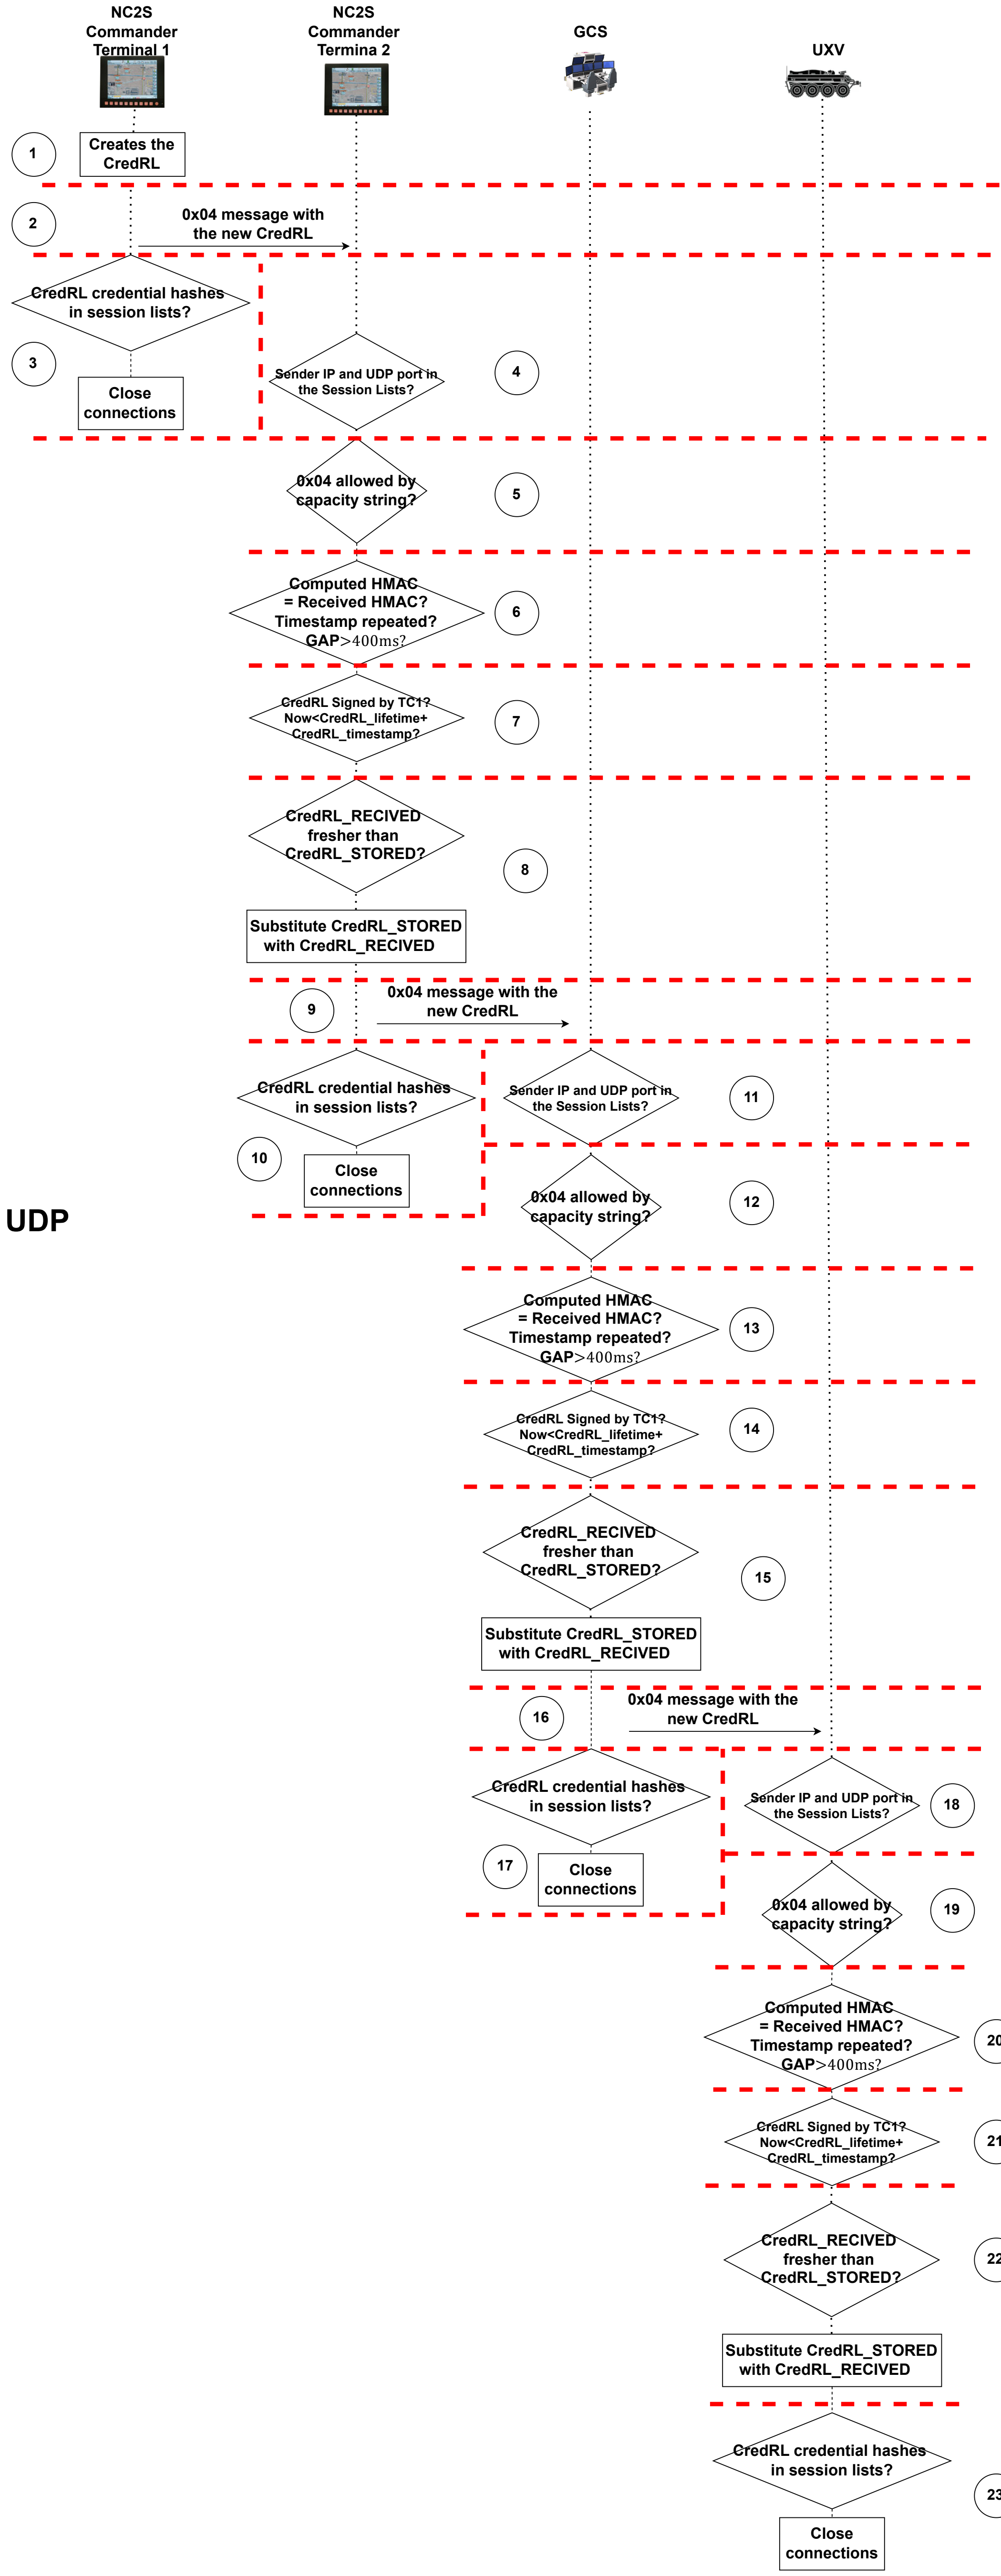 NC2S
Commander
Terminal 1
NC2S
Commander
Termina 2
GCS
UXV
1
Creates the
CredRL
2
0x04 message with
the new CredRL
CredRL credential hashes
in session lists?
3
Close
connections
Sender IP and UDP port in
the Session Lists?
4
0x04 allowed by
capacity string?
5
Computed HMAC
= Received HMAC?
Timestamp repeated?
GAP>400ms?
6
CredRL Signed by TC1?
Now<CredRL_lifetime+
CredRL_timestamp?
7
CredRL_RECIVED
fresher than
CredRL_STORED?
8
Substitute CredRL_STORED
with CredRL_RECIVED
9
0x04 message with the
new CredRL
CredRL credential hashes
in session lists?
10
Close
connections
Sender IP and UDP port in
the Session Lists?
11
0x04 allowed by
capacity string?
12
UDP
Computed HMAC
= Received HMAC?
Timestamp repeated?
GAP>400ms?
13
CredRL Signed by TC1?
Now<CredRL_lifetime+
CredRL_timestamp?
14
CredRL_RECIVED
fresher than
CredRL_STORED?
15
Substitute CredRL_STORED
with CredRL_RECIVED
16
0x04 message with the
new CredRL
CredRL credential hashes
in session lists?
17
Close
connections
Sender IP and UDP port in
the Session Lists?
18
0x04 allowed by
capacity string?
19
Computed HMAC
= Received HMAC?
Timestamp repeated?
GAP>400ms?
20
CredRL Signed by TC1?
Now<CredRL_lifetime+
CredRL_timestamp?
21
CredRL_RECIVED
fresher than
CredRL_STORED?
22
Substitute CredRL_STORED
with CredRL_RECIVED
CredRL credential hashes
in session lists?
23
Close
connections